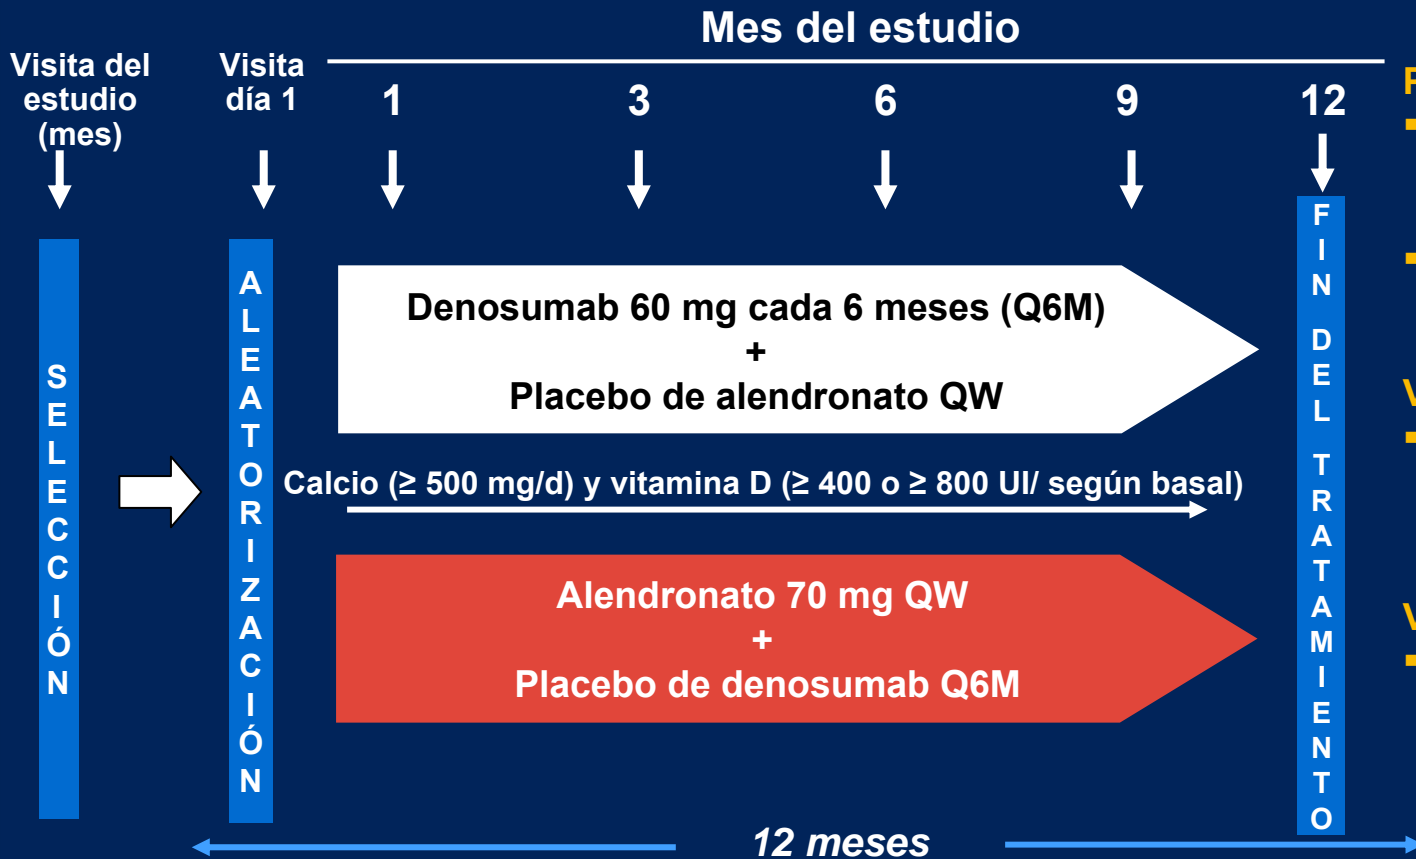 Mes del estudio
Visita del
estudio
(mes)
Visita
día 1
1
3
6
9
12
SELECCIÓN
ALEATORIZACIÓN
Denosumab 60 mg cada 6 meses (Q6M)
+
Placebo de alendronato QW
Calcio (≥ 500 mg/d) y vitamina D (≥ 400 o ≥ 800 UI/ según basal)
Alendronato 70 mg QW
+
Placebo de denosumab Q6M
FIN DEL TRATAMIENTO
12 meses